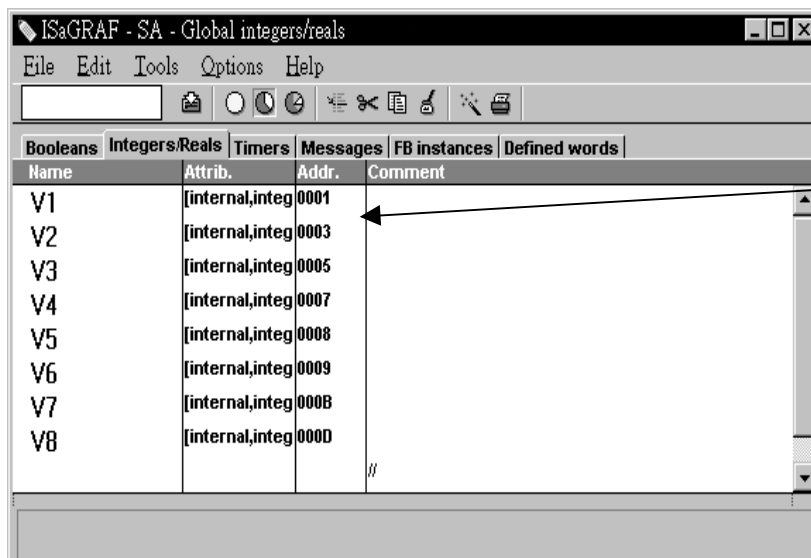 ISaGRAF - SA - Global integers/reals
File Edit Tools Options Help
Booleans Integers/Reals Timers Messages FB instances Defined words
Name Attrib. Addr. Comment
V1 [internal,integ 0001
V2 [internal,integ 0003
V3 [internal,integ 0005
V4 [internal,integ 0007
V5 [internal,integ 0008
V6 [internal,integ 0009
V7 [internal,integ 000B
V8 [internal,integ 000D
//